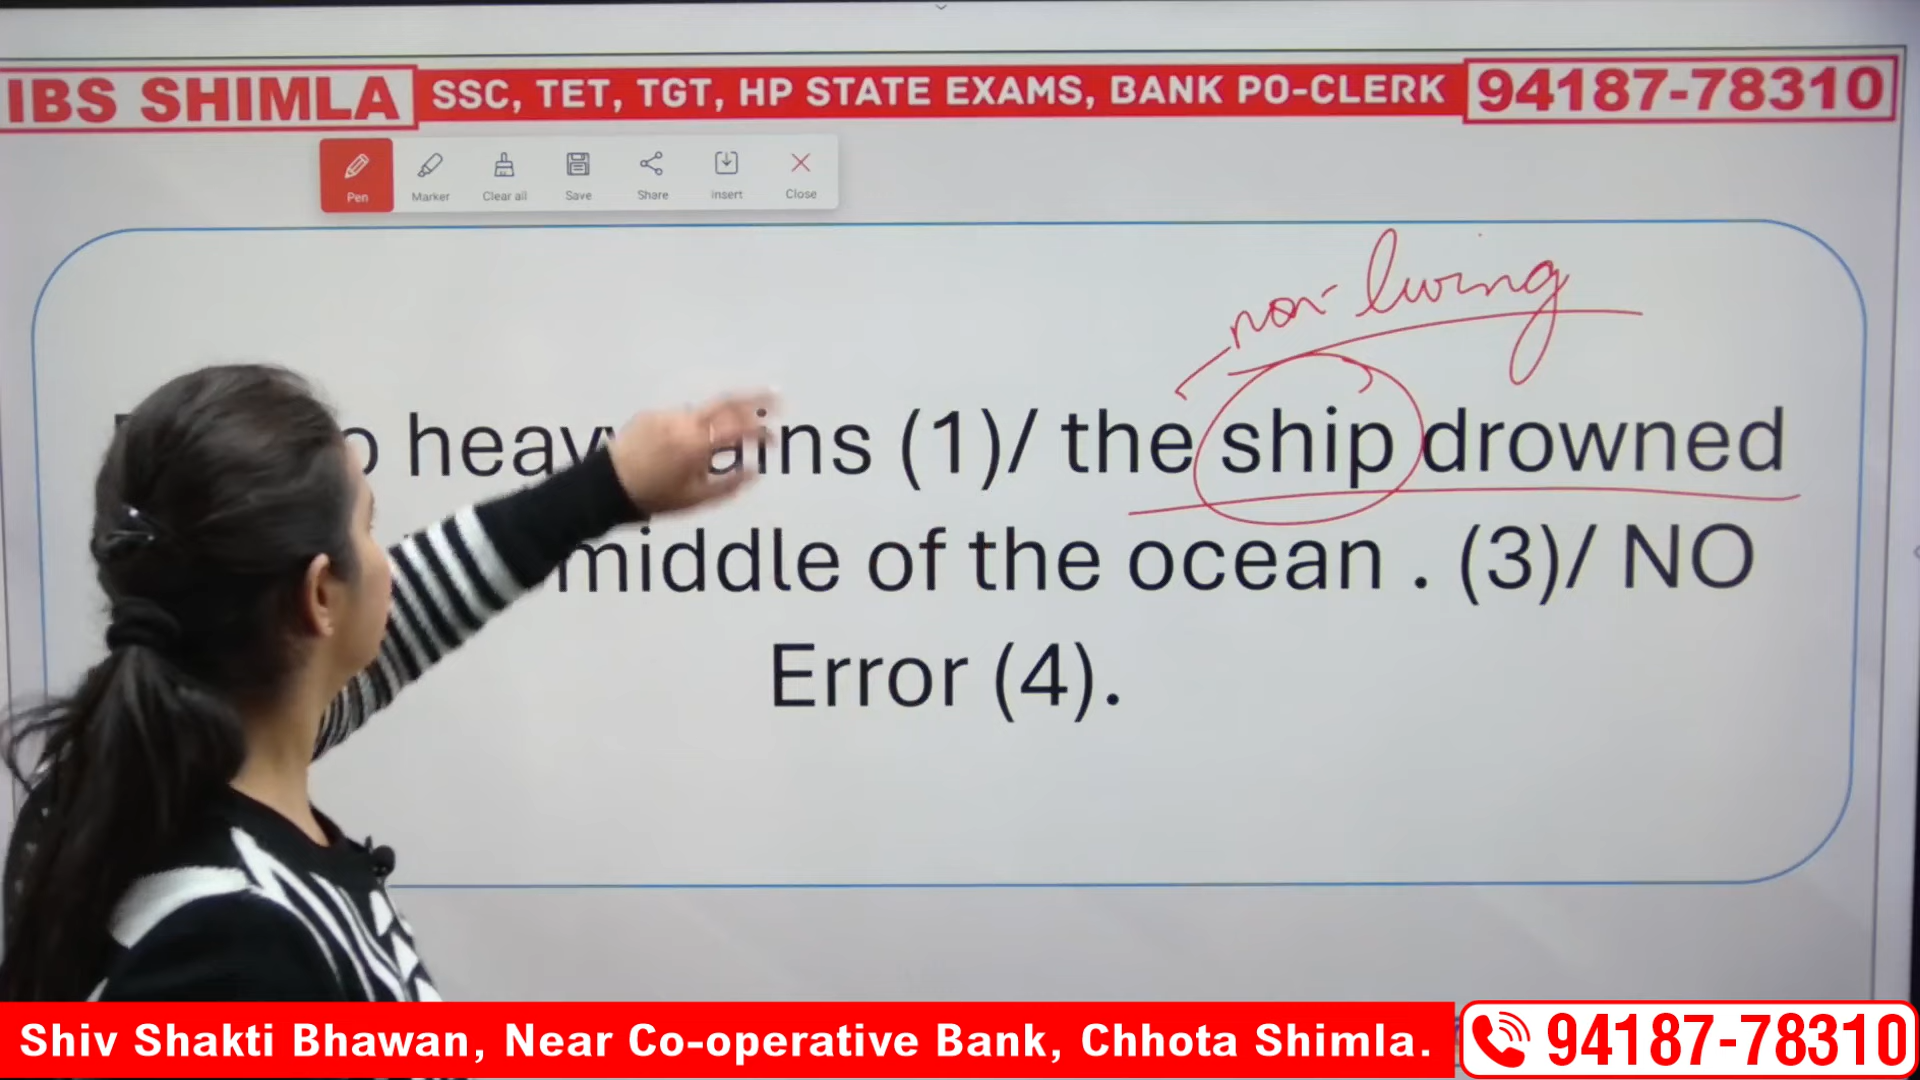 IBS SHIMLA SSC, TET, TGT, HP STATE EXAMS, BANK PO-CLERK 94187-78310
Pen Marker Clear all Save Share Insert Close
non-living
heavy rains (1)/ the ship drowned
middle of the ocean . (3)/ NO
Error (4).
Shiv Shakti Bhawan, Near Co-operative Bank, Chhota Shimla. 94187-78310